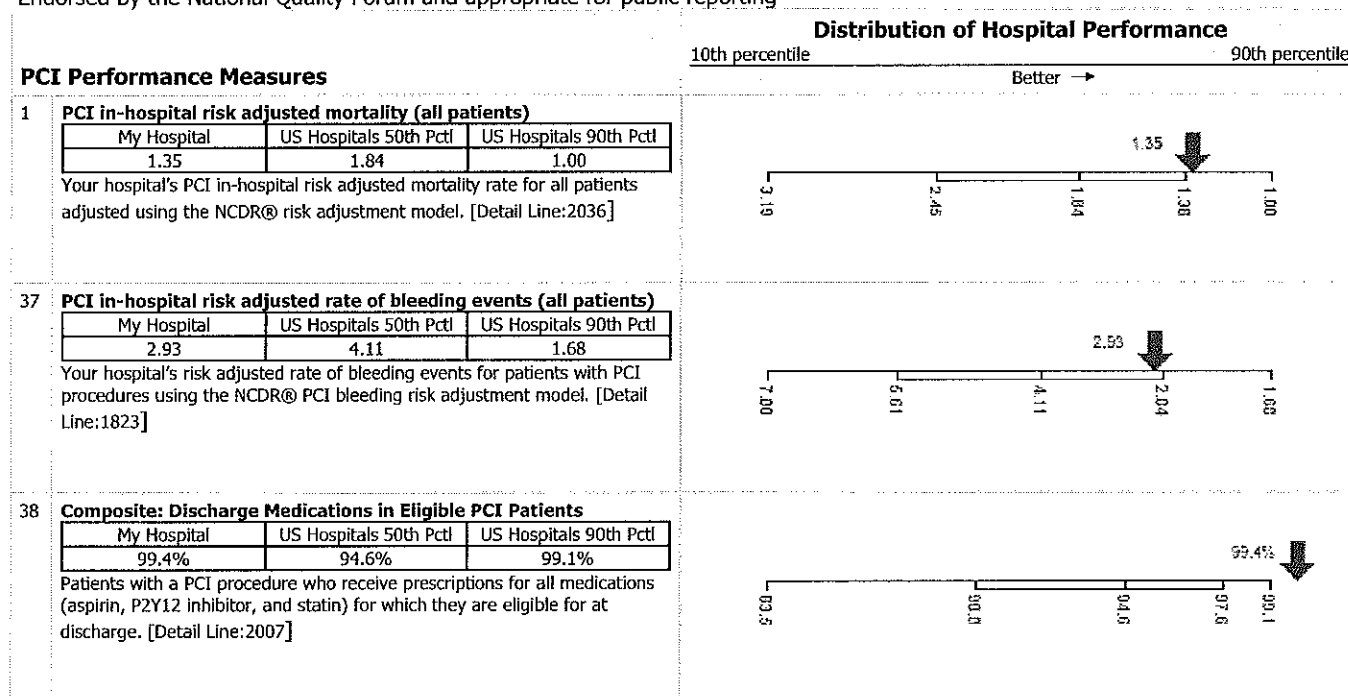 Endorsed by the National Quality Forum and appropriate for public reporting
Distribution of Hospital Performance
10th percentile 90th percentile
Better →
PCI Performance Measures
1 PCI in-hospital risk adjusted mortality (all patients)
My Hospital US Hospitals 50th Pctl US Hospitals 90th Pctl
1.35 1.84 1.00
Your hospital's PCI in-hospital risk adjusted mortality rate for all patients
adjusted using the NCDR® risk adjustment model. [Detail Line:2036]
1.35
3.19 2.45 1.84 1.38 1.00
37 PCI in-hospital risk adjusted rate of bleeding events (all patients)
My Hospital US Hospitals 50th Pctl US Hospitals 90th Pctl
2.93 4.11 1.68
Your hospital's risk adjusted rate of bleeding events for patients with PCI
procedures using the NCDR® PCI bleeding risk adjustment model. [Detail
Line:1823]
2.93
7.00 5.61 4.11 1.68
38 Composite: Discharge Medications in Eligible PCI Patients
My Hospital US Hospitals 50th Pctl US Hospitals 90th Pctl
99.4% 94.6% 99.1%
Patients with a PCI procedure who receive prescriptions for all medications
(aspirin, P2Y12 inhibitor, and statin) for which they are eligible for at
discharge. [Detail Line:2007]
99.4%
94.6 97.6 99.1